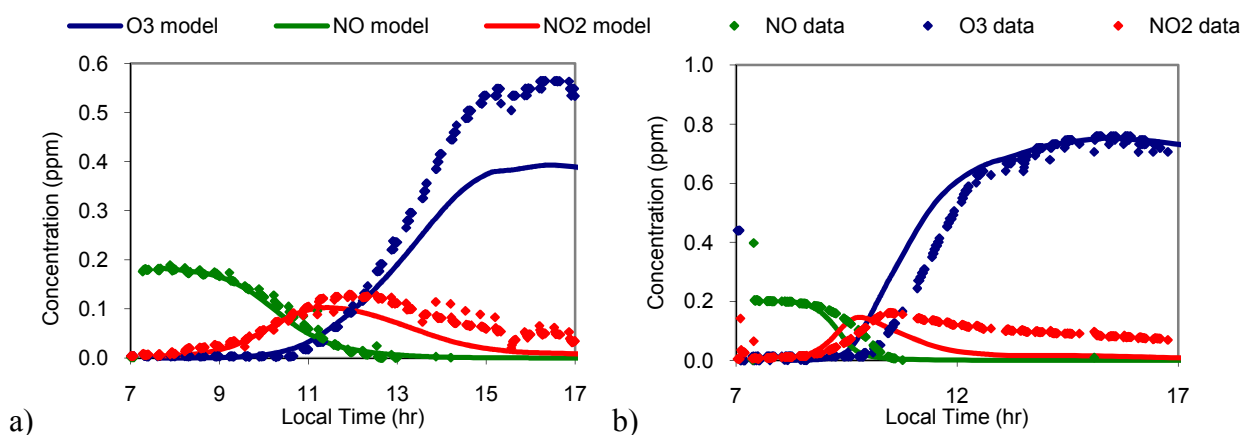 O3 model NO model NO2 model NO data O3 data NO2 data
a)
Concentration (ppm)
0.6
0.5
0.4
0.3
0.2
0.1
0.0
7 9 11 13 15 17
Local Time (hr)
b)
Concentration (ppm)
1.0
0.8
0.6
0.4
0.2
0.0
7 12 17
Local Time (hr)